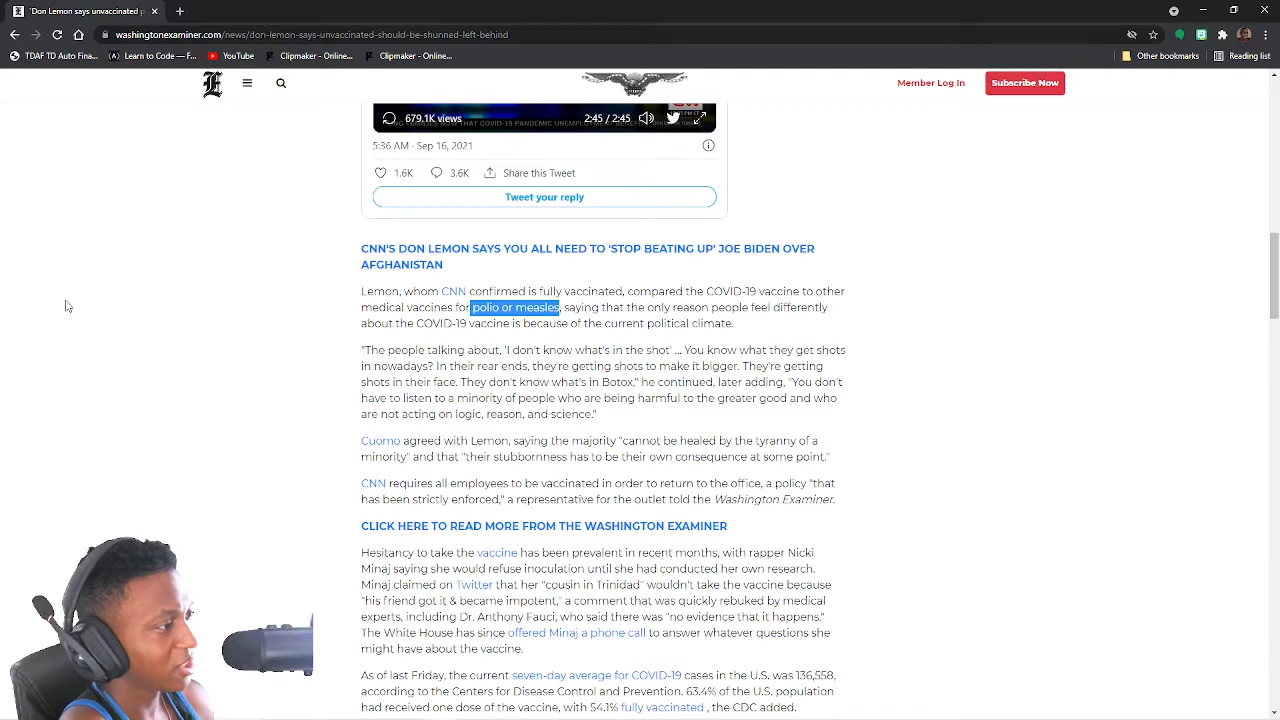 Don Lemon says unvaccinated p
washingtonexaminer.com/news/don-lemon-says-unvaccinated-should-be-shunned-left-behind
TDAF TD Auto Fina...
Learn to Code — F...
YouTube
Clipmaker - Online...
Clipmaker - Online...
Other bookmarks
Reading list
E
Member Log In
Subscribe Now
679.1K views
2:45 / 2:45
5:36 AM · Sep 16, 2021
1.6K
3.6K
Share this Tweet
Tweet your reply
CNN'S DON LEMON SAYS YOU ALL NEED TO 'STOP BEATING UP' JOE BIDEN OVER
AFGHANISTAN
Lemon, whom CNN confirmed is fully vaccinated, compared the COVID-19 vaccine to other
medical vaccines for polio or measles, saying that the only reason people feel differently
about the COVID-19 vaccine is because of the current political climate.
"The people talking about, 'I don't know what's in the shot' ... You know what they get shots
in nowadays? In their rear ends, they're getting shots to make it bigger. They're getting
shots in their face. They don't know what's in Botox," he continued, later adding, "You don't
have to listen to a minority of people who are being harmful to the greater good and who
are not acting on logic, reason, and science."
Cuomo agreed with Lemon, saying the majority "cannot be healed by the tyranny of a
minority" and that "their stubbornness has to be their own consequence at some point."
CNN requires all employees to be vaccinated in order to return to the office, a policy "that
has been strictly enforced," a representative for the outlet told the Washington Examiner.
CLICK HERE TO READ MORE FROM THE WASHINGTON EXAMINER
Hesitancy to take the vaccine has been prevalent in recent months, with rapper Nicki
Minaj saying she would refuse inoculation until she had conducted her own research.
Minaj claimed on Twitter that her "cousin in Trinidad" wouldn't take the vaccine because
"his friend got it & became impotent," a comment that was quickly rebuked by medical
experts, including Dr. Anthony Fauci, who said there was "no evidence that it happens."
The White House has since offered Minaj a phone call to answer whatever questions she
might have about the vaccine.
As of last Friday, the current seven-day average for COVID-19 cases in the U.S. was 136,558,
according to the Centers for Disease Control and Prevention. 63.4% of the U.S. population
had received one dose of the vaccine, with 54.1% fully vaccinated , the CDC added.